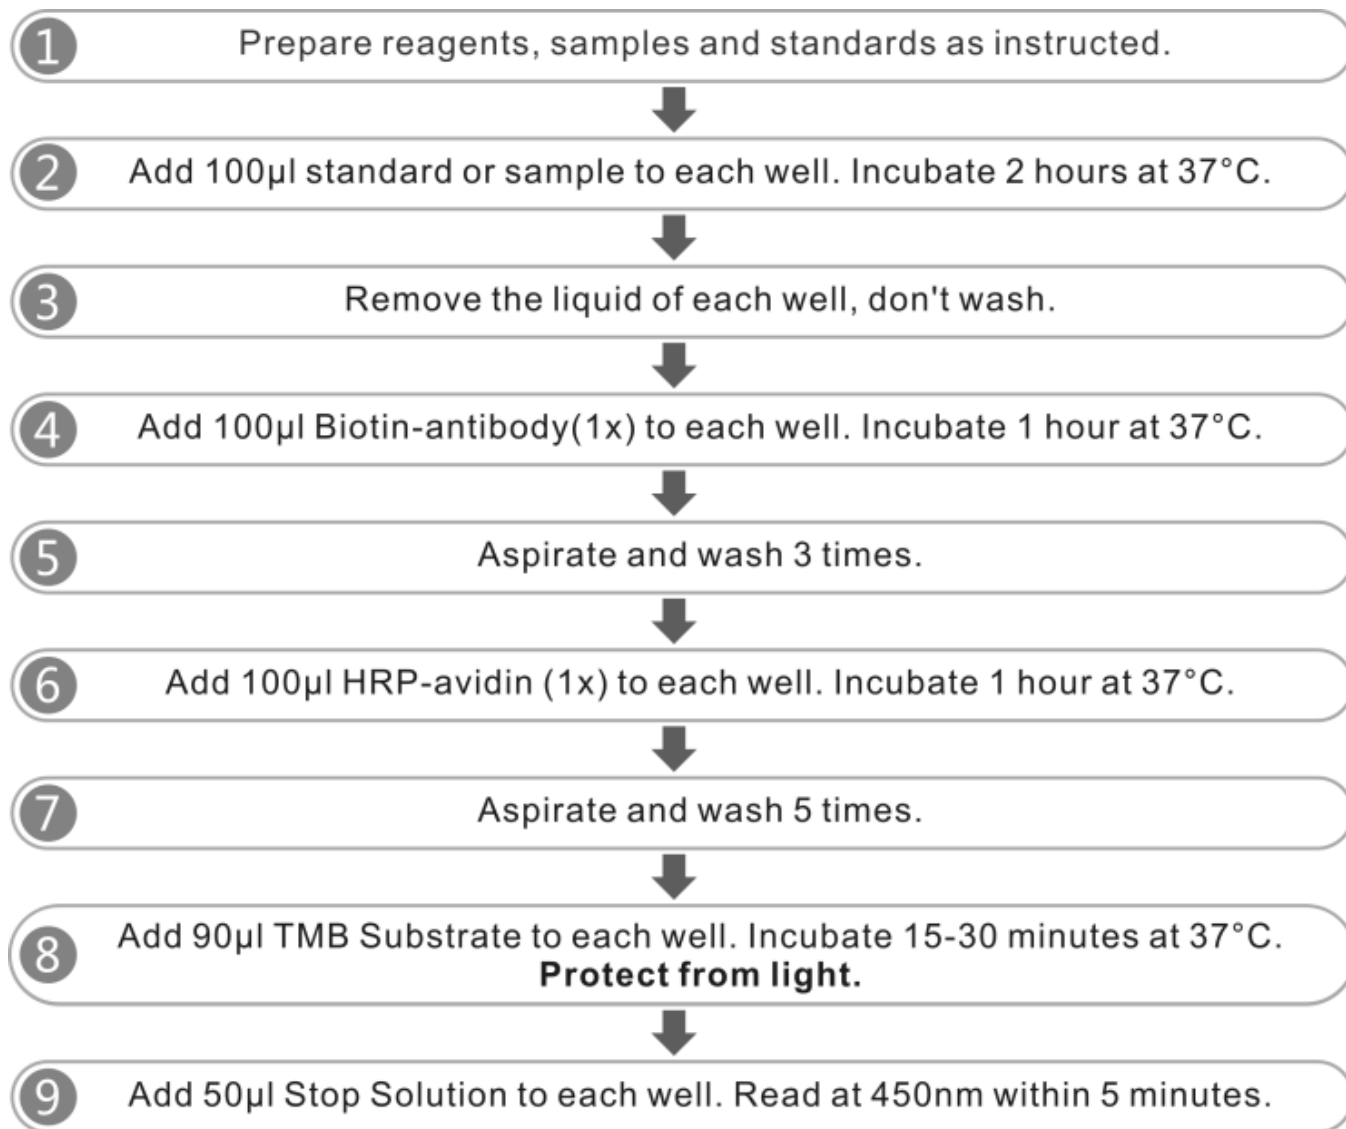 1 Prepare reagents, samples and standards as instructed.
2 Add 100µl standard or sample to each well. Incubate 2 hours at 37°C.
3 Remove the liquid of each well, don't wash.
4 Add 100µl Biotin-antibody(1x) to each well. Incubate 1 hour at 37°C.
5 Aspirate and wash 3 times.
6 Add 100µl HRP-avidin (1x) to each well. Incubate 1 hour at 37°C.
7 Aspirate and wash 5 times.
8 Add 90µl TMB Substrate to each well. Incubate 15-30 minutes at 37°C.
Protect from light.
9 Add 50µl Stop Solution to each well. Read at 450nm within 5 minutes.